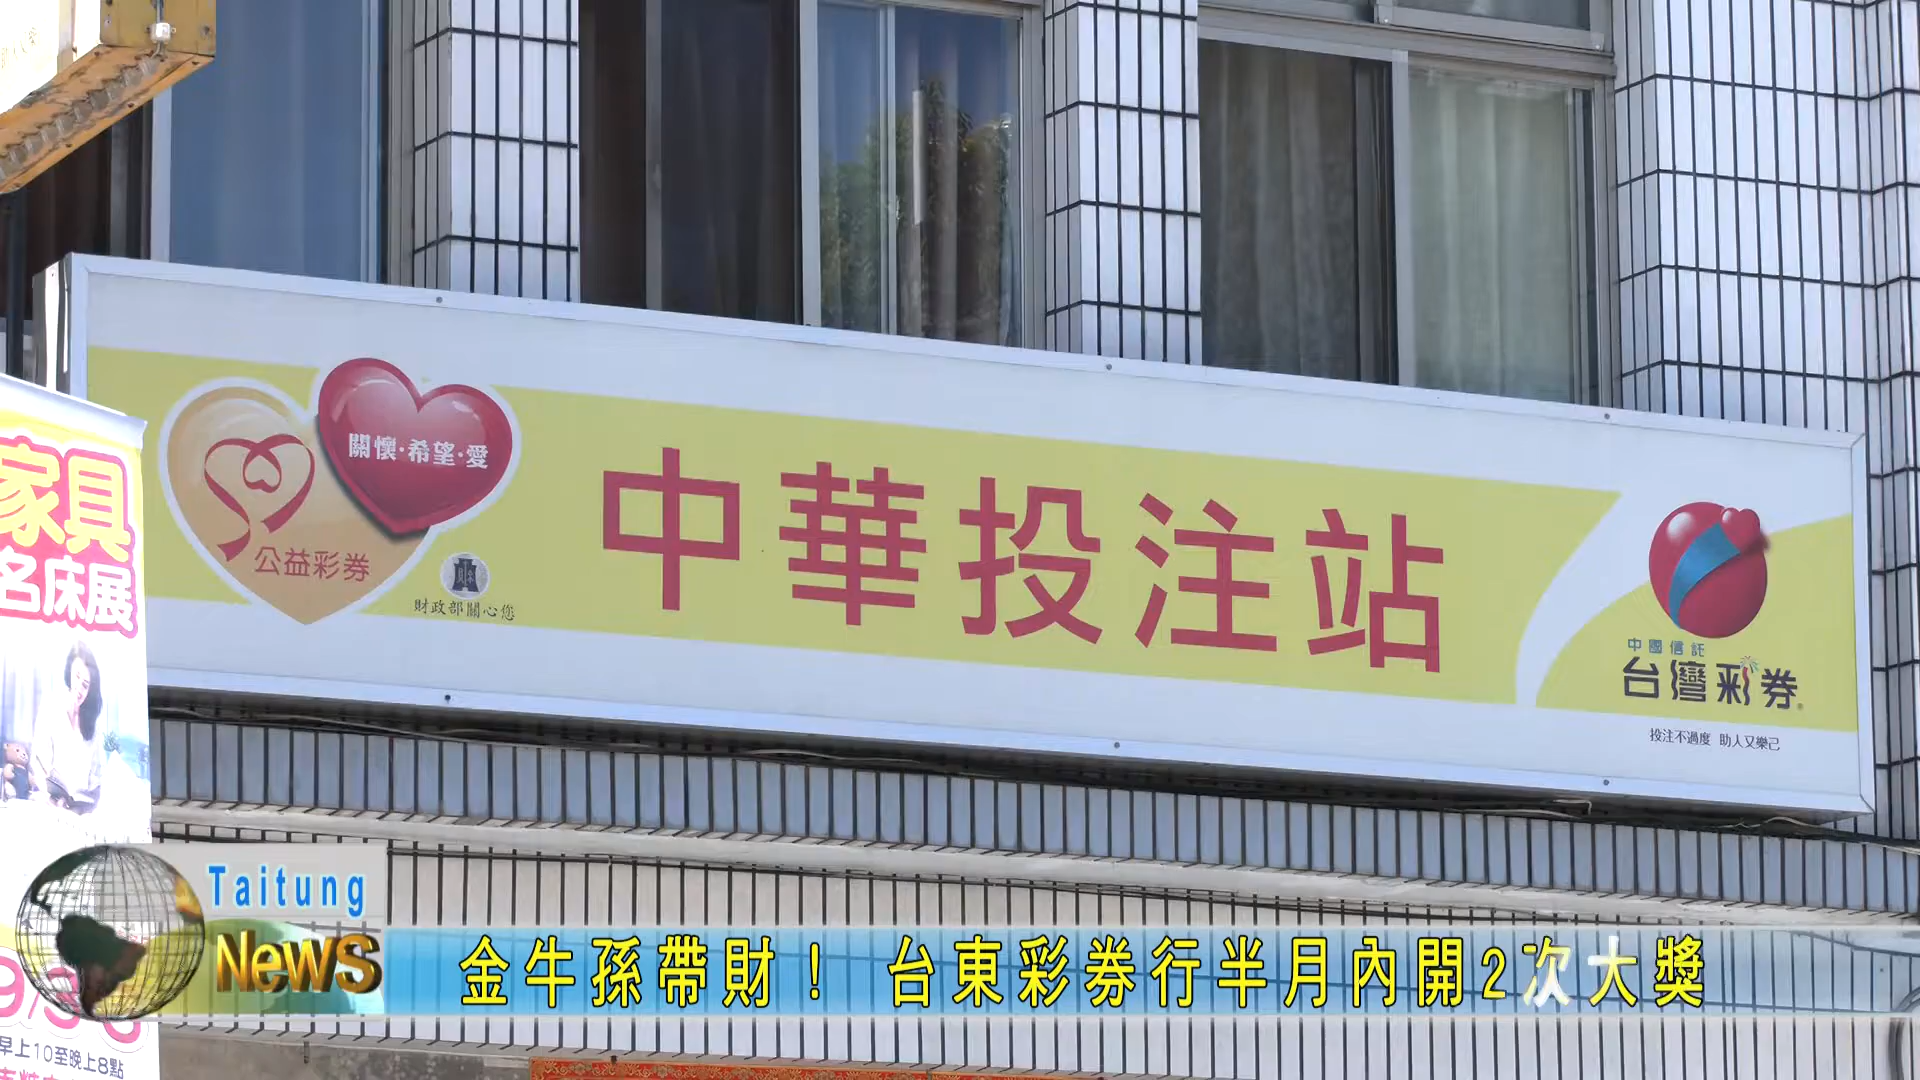 關懷·希望·愛
公益彩券
財政部關心您
中華投注站
中國信託
台灣彩券
投注不過度 助人又樂己
家具
名床展
早上10至晚上8點
Taitung
News
金牛孫帶財! 台東彩券行半月內開2次大獎